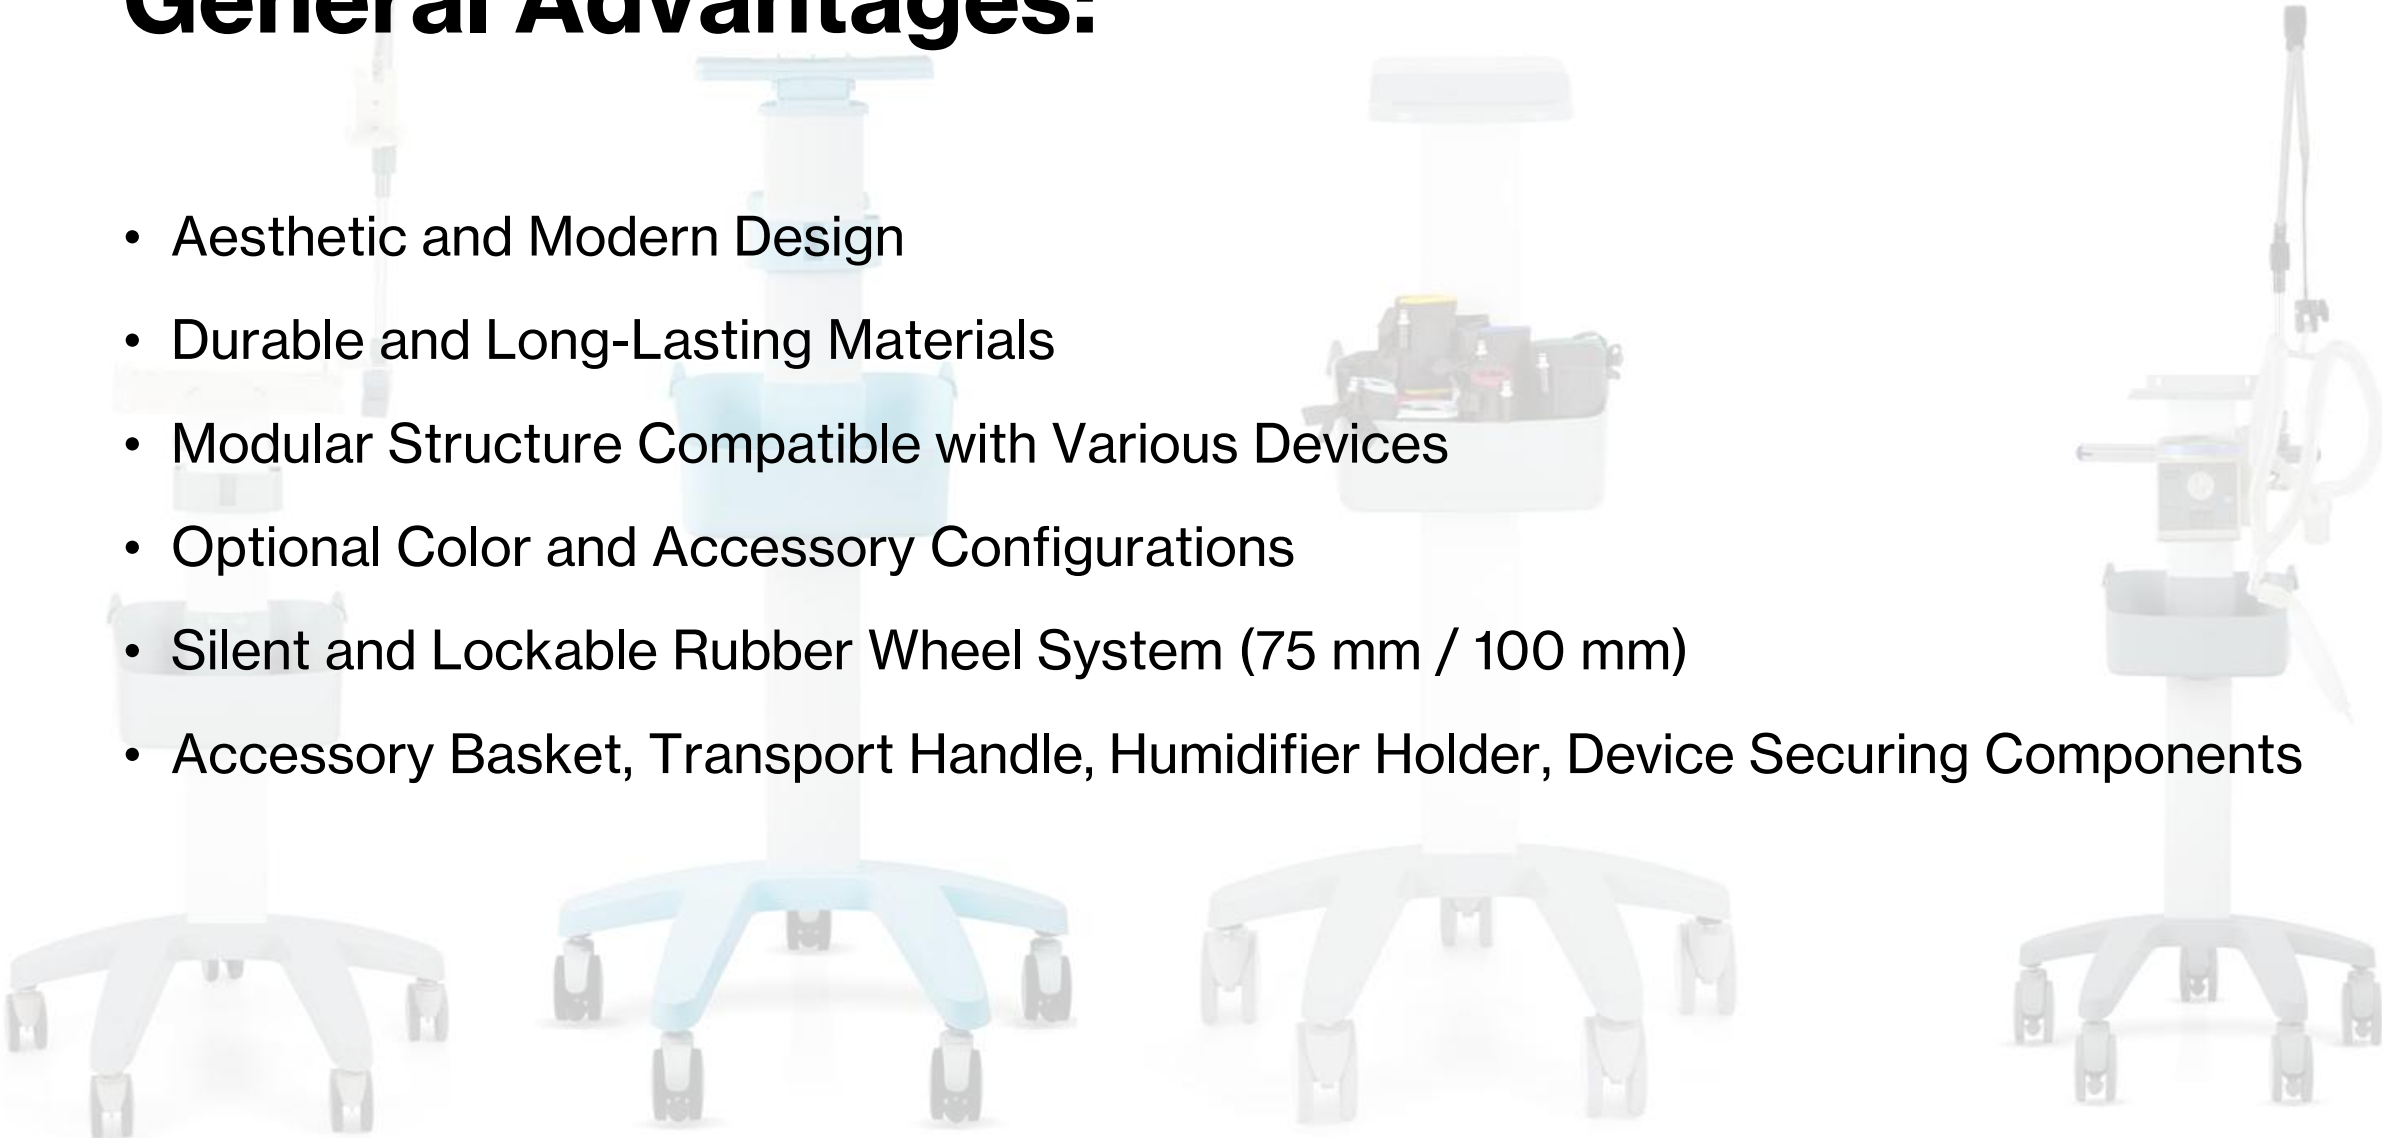 General Advantages:
• Aesthetic and Modern Design
• Durable and Long-Lasting Materials
• Modular Structure Compatible with Various Devices
• Optional Color and Accessory Configurations
• Silent and Lockable Rubber Wheel System (75 mm / 100 mm)
• Accessory Basket, Transport Handle, Humidifier Holder, Device Securing Components